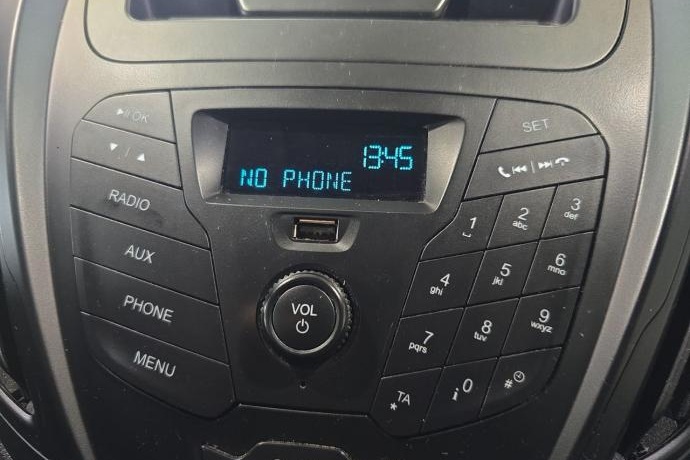 OK
SET
13:45
NO PHONE
RADIO
AUX
PHONE
MENU
VOL
1
2
abc
3
def
4
ghi
5
jkl
6
mno
7
pqrs
8
tuv
9
wxyz
TA
*
0
i
#